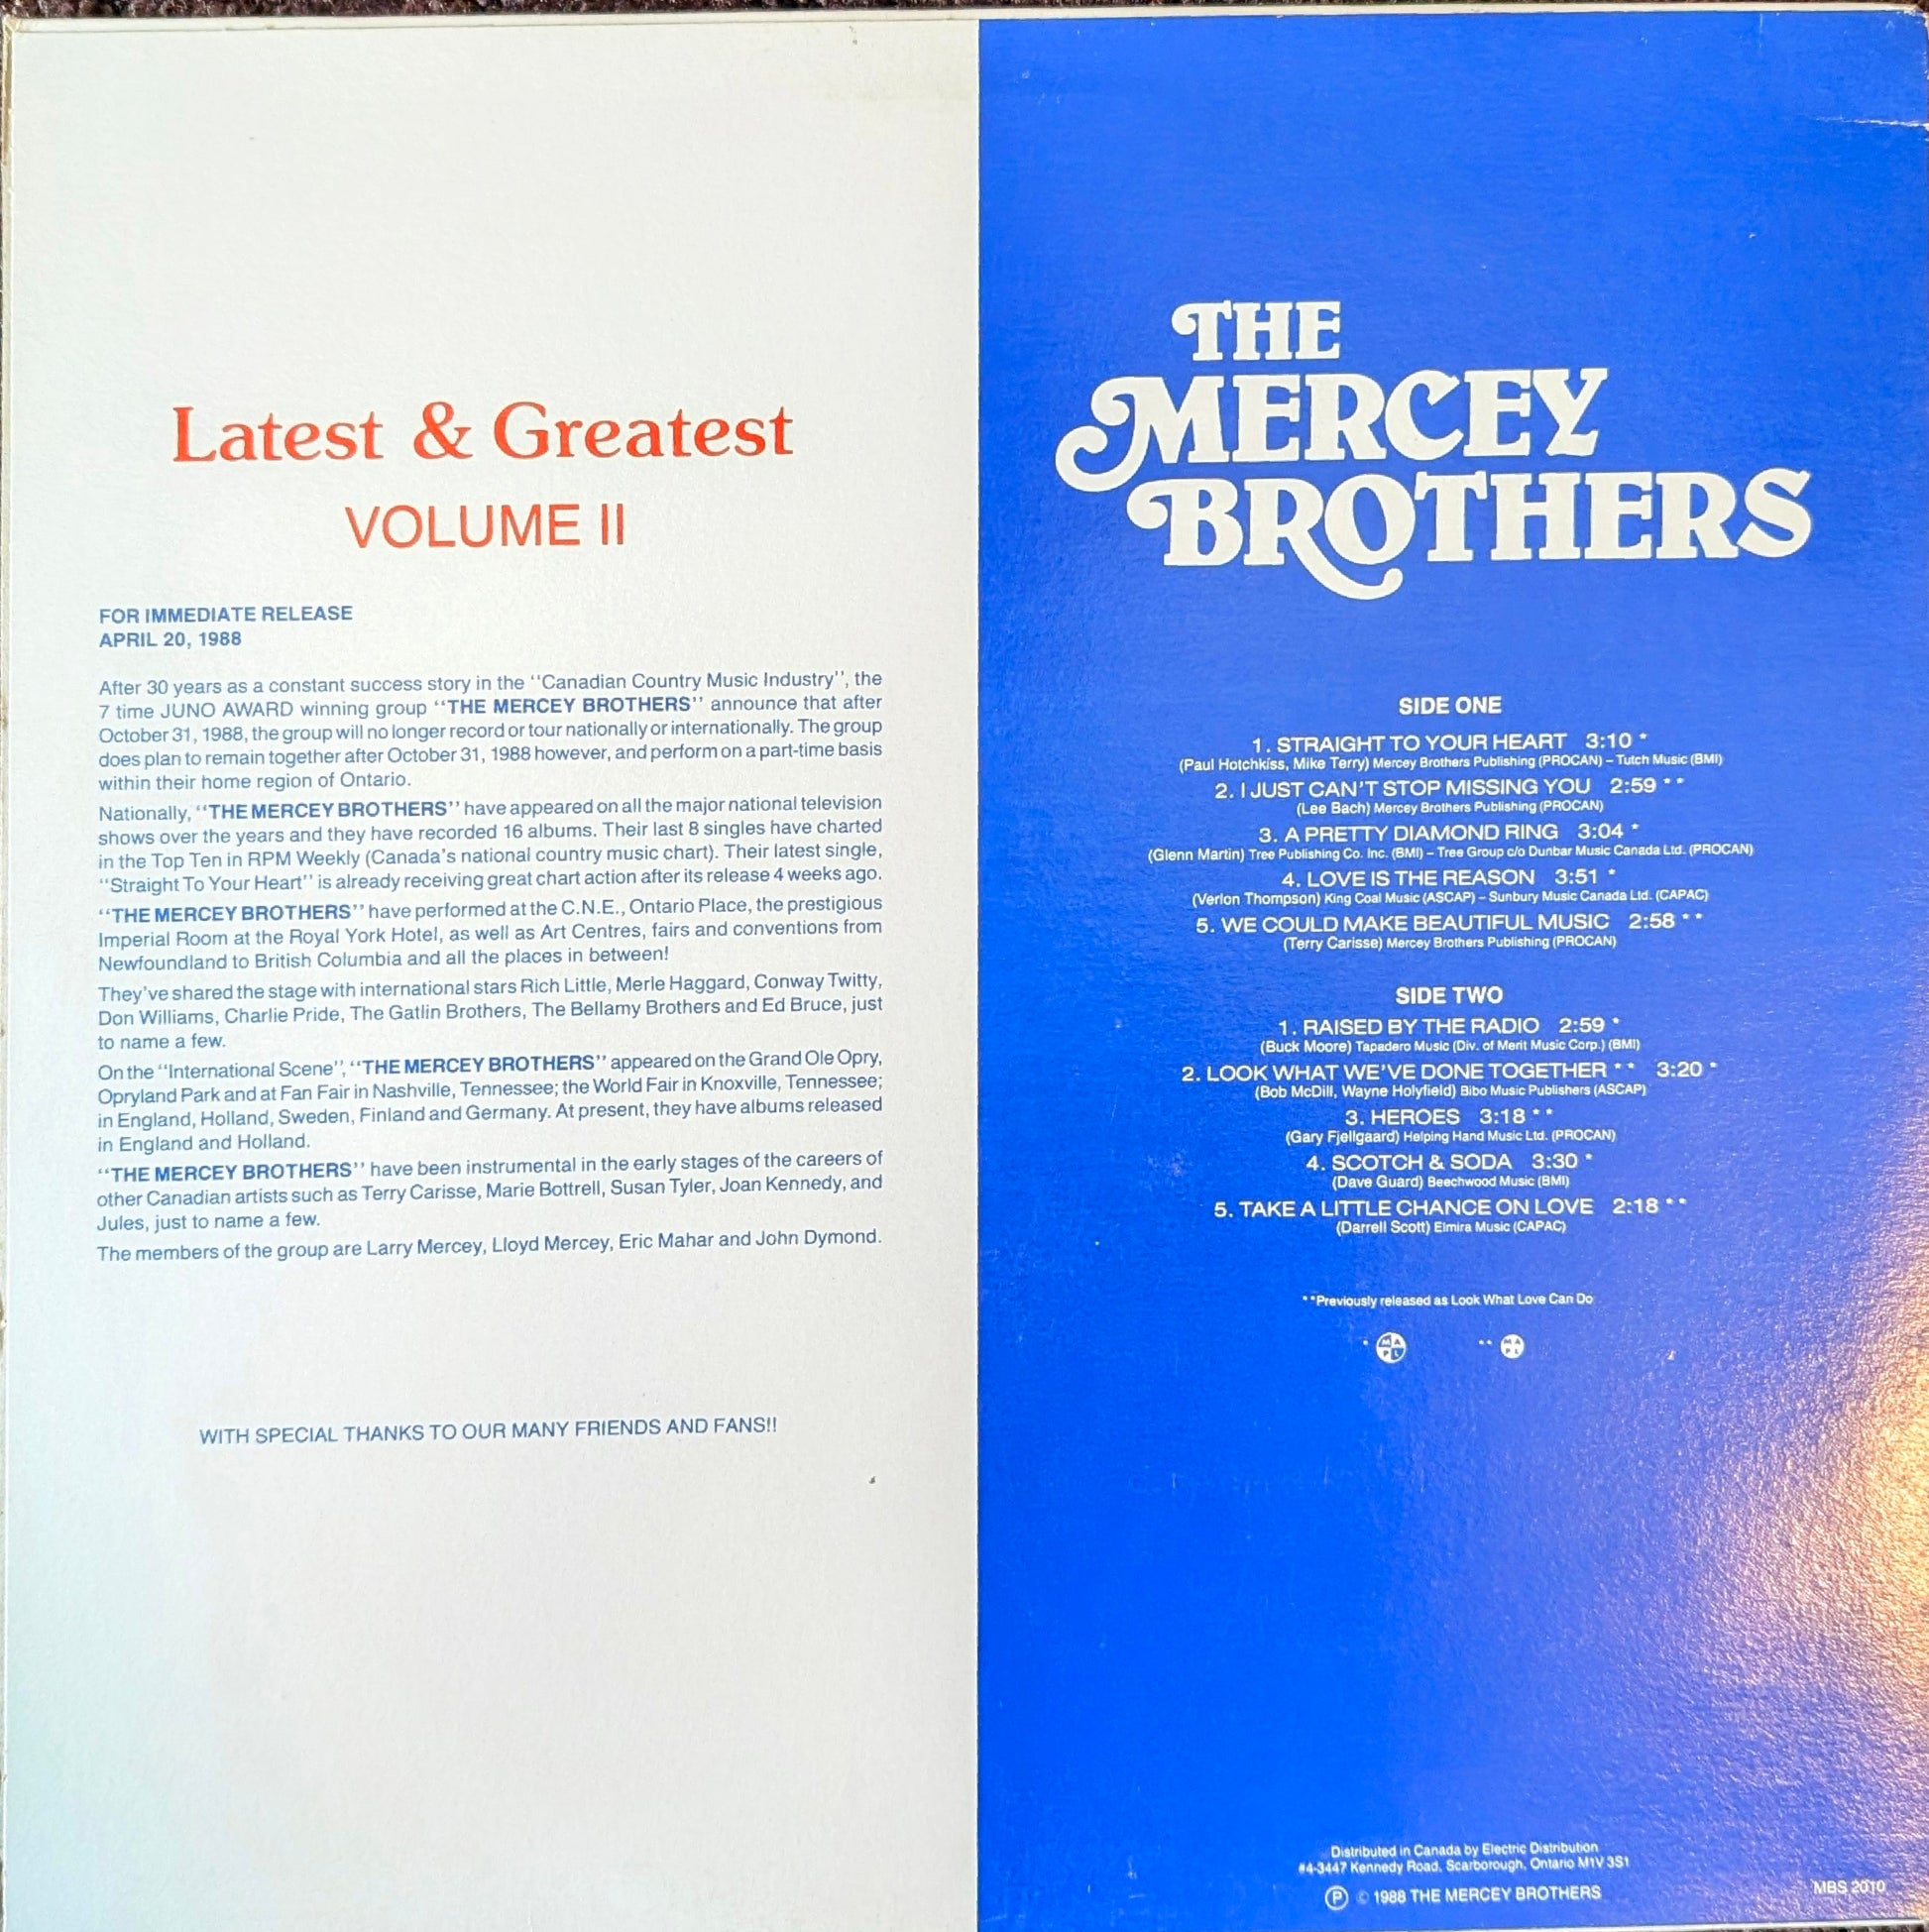 Latest & Greatest
VOLUME II
FOR IMMEDIATE RELEASE
APRIL 20, 1988
After 30 years as a constant success story in the "Canadian Country Music Industry", the
7 time JUNO AWARD winning group "THE MERCEY BROTHERS" announce that after
October 31, 1988, the group will no longer record or tour nationally or internationally. The group
does plan to remain together after October 31, 1988 however, and perform on a part-time basis
within their home region of Ontario.
Nationally, "THE MERCEY BROTHERS" have appeared on all the major national television
shows over the years and they have recorded 16 albums. Their last 8 singles have charted
in the Top Ten in RPM Weekly (Canada's national country music chart). Their latest single,
"Straight To Your Heart" is already receiving great chart action after its release 4 weeks ago.
"THE MERCEY BROTHERS" have performed at the C.N.E., Ontario Place, the prestigious
Imperial Room at the Royal York Hotel, as well as Art Centres, fairs and conventions from
Newfoundland to British Columbia and all the places in between!
They've shared the stage with international stars Rich Little, Merle Haggard, Conway Twitty,
Don Williams, Charlie Pride, The Gatlin Brothers, The Bellamy Brothers and Ed Bruce, just
to name a few.
On the "International Scene", "THE MERCEY BROTHERS" appeared on the Grand Ole Opry,
Opryland Park and at Fan Fair in Nashville, Tennessee; the World Fair in Knoxville, Tennessee;
in England, Holland, Sweden, Finland and Germany. At present, they have albums released
in England and Holland.
"THE MERCEY BROTHERS" have been instrumental in the early stages of the careers of
other Canadian artists such as Terry Carisse, Marie Bottrell, Susan Tyler, Joan Kennedy, and
Jules, just to name a few.
The members of the group are Larry Mercey, Lloyd Mercey, Eric Mahar and John Dymond.
WITH SPECIAL THANKS TO OUR MANY FRIENDS AND FANS!!
THE
MERCEY
BROTHERS
SIDE ONE
1. STRAIGHT TO YOUR HEART 3:10 *
(Paul Hotchkiss, Mike Terry) Mercey Brothers Publishing (PROCAN) – Tutch Music (BMI)
2. I JUST CAN'T STOP MISSING YOU 2:59 **
(Lee Bach) Mercey Brothers Publishing (PROCAN)
3. A PRETTY DIAMOND RING 3:04 *
(Glenn Martin) Tree Publishing Co. Inc. (BMI) – Tree Group c/o Dunbar Music Canada Ltd. (PROCAN)
4. LOVE IS THE REASON 3:51 *
(Verlon Thompson) King Coal Music (ASCAP) – Sunbury Music Canada Ltd. (CAPAC)
5. WE COULD MAKE BEAUTIFUL MUSIC 2:58 **
(Terry Carisse) Mercey Brothers Publishing (PROCAN)
SIDE TWO
1. RAISED BY THE RADIO 2:59 *
(Buck Moore) Tapadero Music (Div. of Merit Music Corp.) (BMI)
2. LOOK WHAT WE'VE DONE TOGETHER ** 3:20 *
(Bob McDill, Wayne Holyfield) Bibo Music Publishers (ASCAP)
3. HEROES 3:18 **
(Gary Fjellgaard) Helping Hand Music Ltd. (PROCAN)
4. SCOTCH & SODA 3:30 *
(Dave Guard) Beechwood Music (BMI)
5. TAKE A LITTLE CHANCE ON LOVE 2:18 **
(Darrell Scott) Elmira Music (CAPAC)
**Previously released as Look What Love Can Do
* MAPL ** MAPL
Distributed in Canada by Electric Distribution
#4-3447 Kennedy Road, Scarborough, Ontario M1V 3S1
Ⓟ © 1988 THE MERCEY BROTHERS
MBS 2010